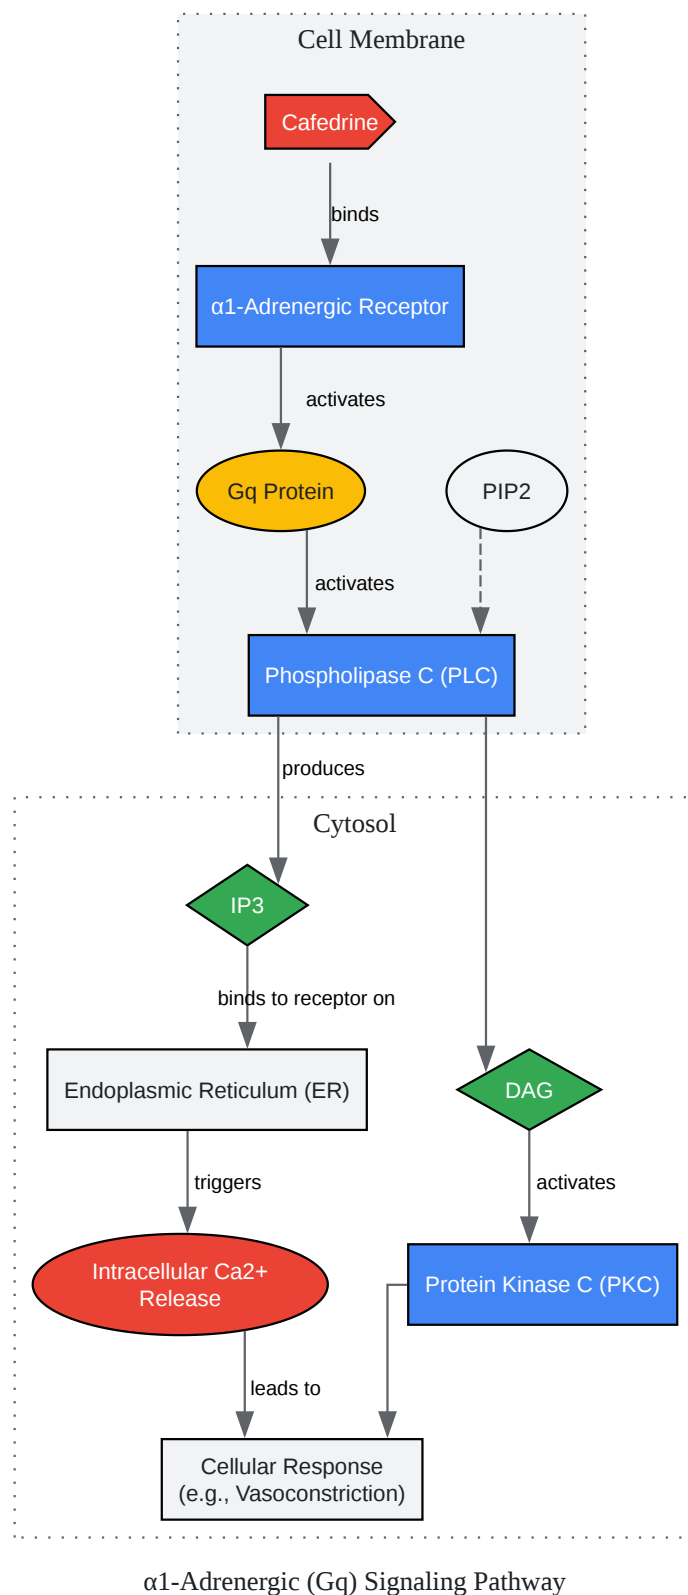 Cell Membrane
Cafedrine
binds
α1-Adrenergic Receptor
activates
Gq Protein
PIP2
activates
Phospholipase C (PLC)
produces
Cytosol
IP3
binds to receptor on
Endoplasmic Reticulum (ER)
DAG
triggers
activates
Intracellular Ca2+
Release
Protein Kinase C (PKC)
leads to
Cellular Response
(e.g., Vasoconstriction)
α1-Adrenergic (Gq) Signaling Pathway